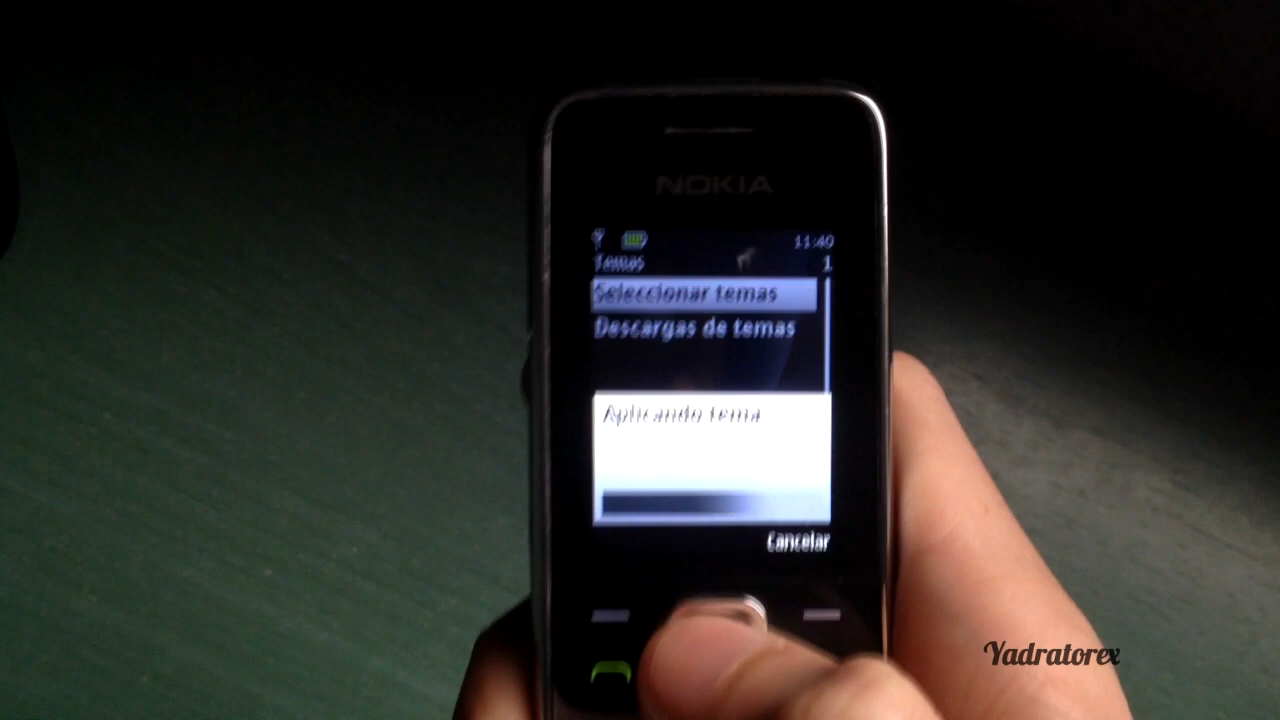 NOKIA
11:40
Temas 1
Seleccionar temas
Descargas de temas
Aplicando tema
Cancelar
Yadratorex